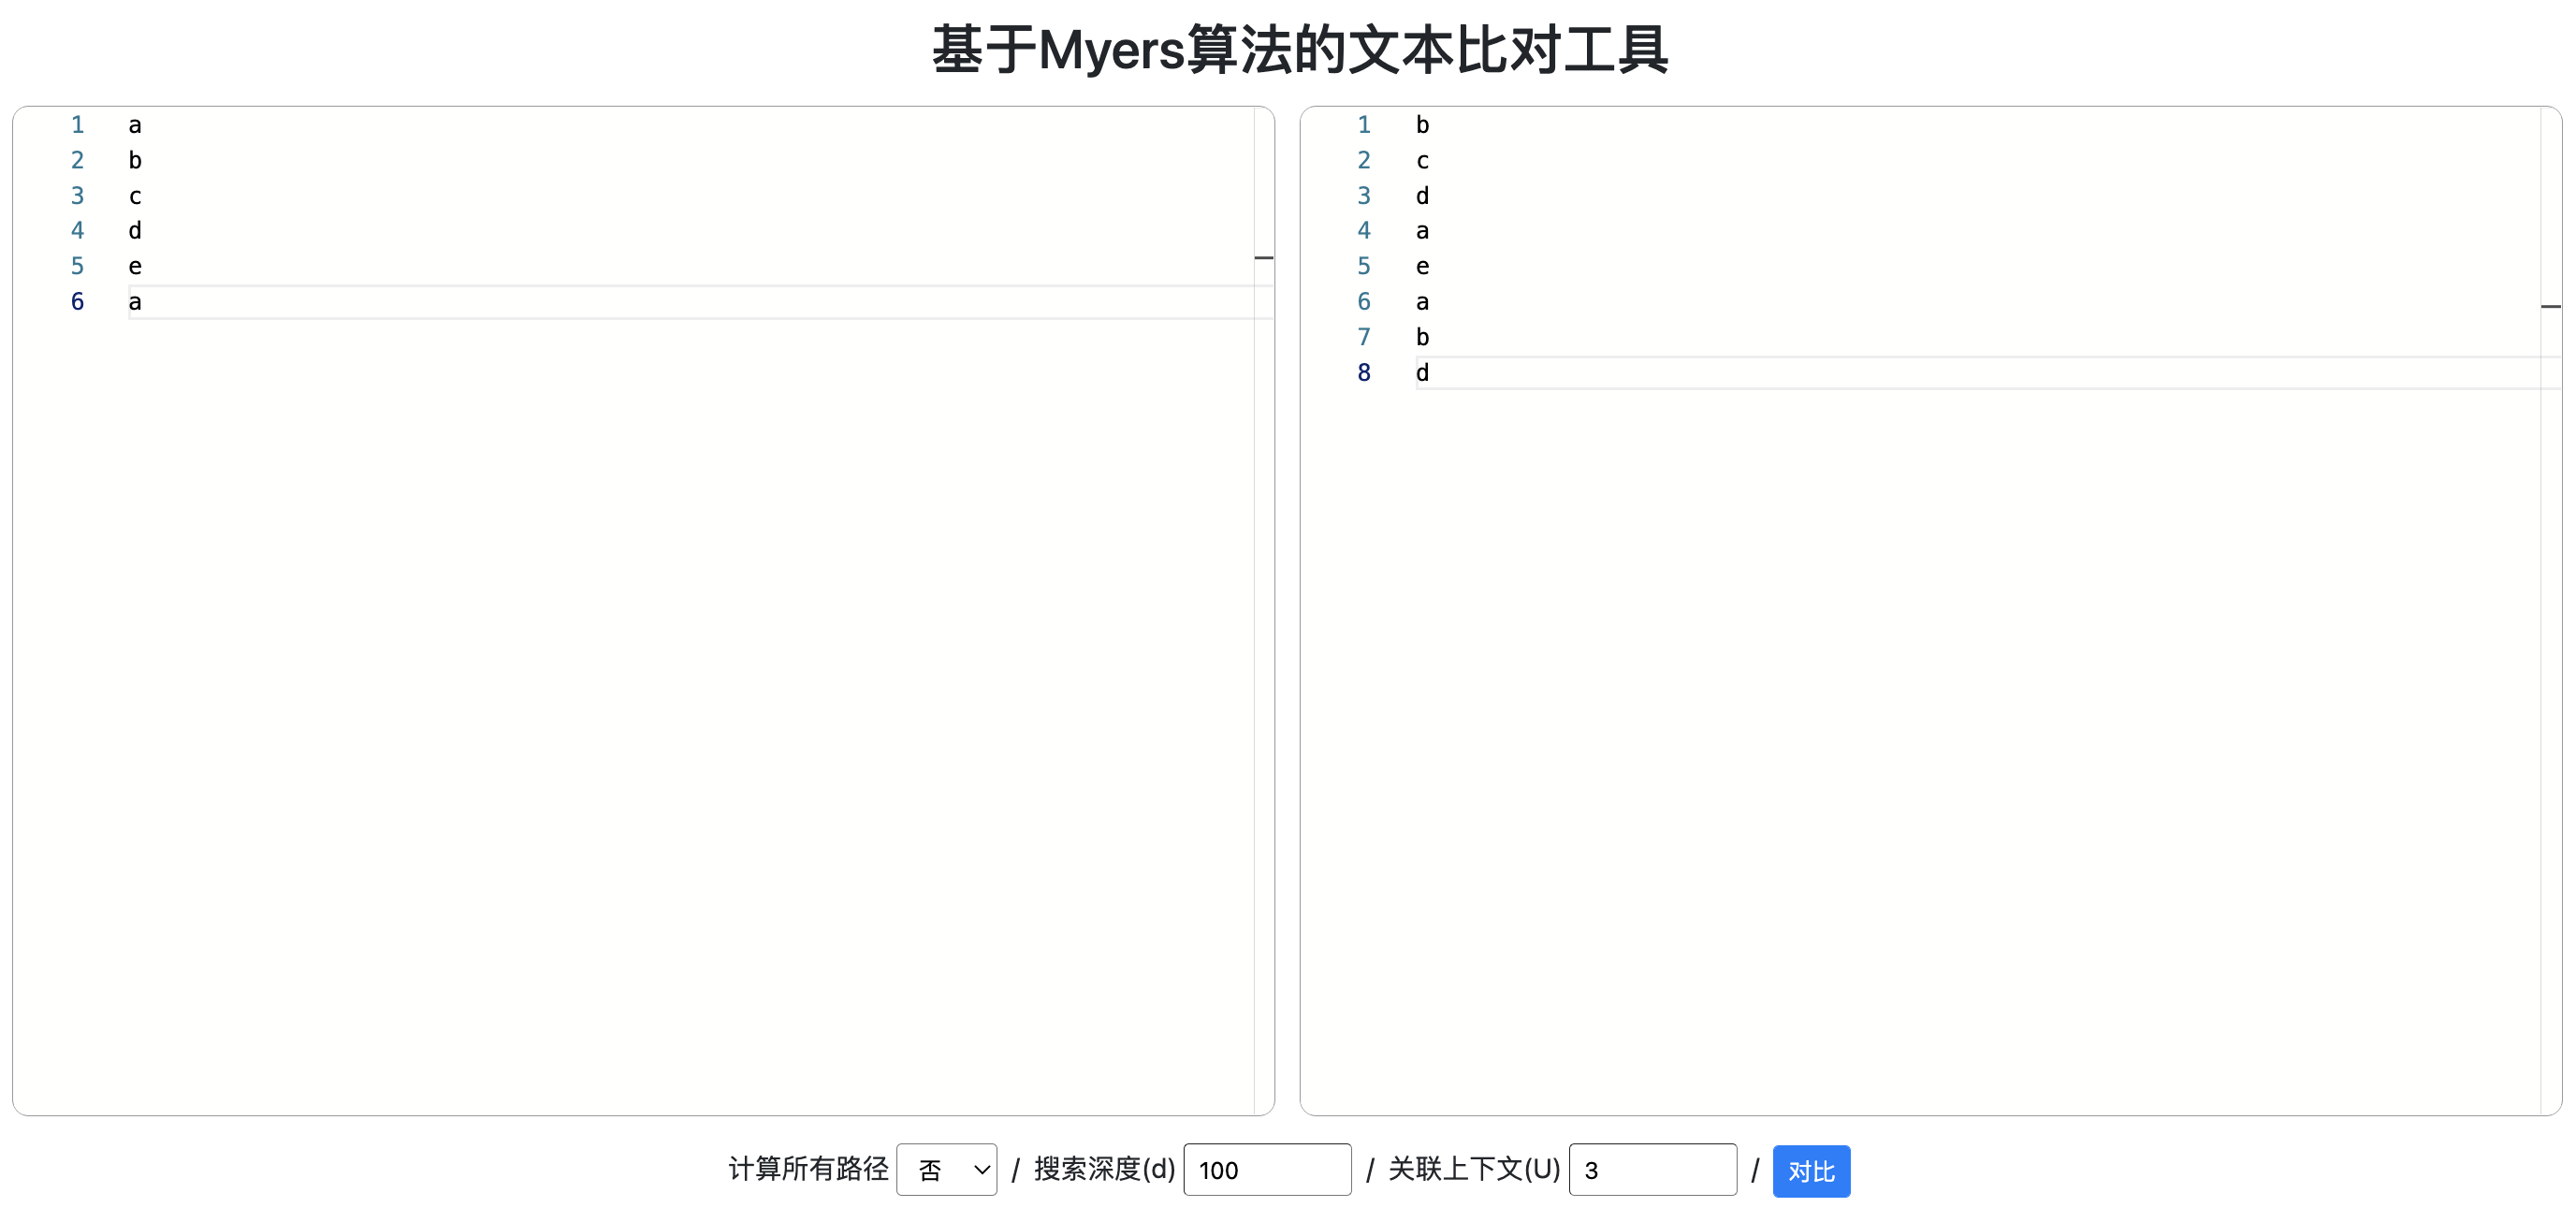 基于Myers算法的文本比对工具
1 a
2 b
3 c
4 d
5 e
6 a
1 b
2 c
3 d
4 a
5 e
6 a
7 b
8 d
计算所有路径 否 / 搜索深度(d) 100 / 关联上下文(U) 3 / 对比